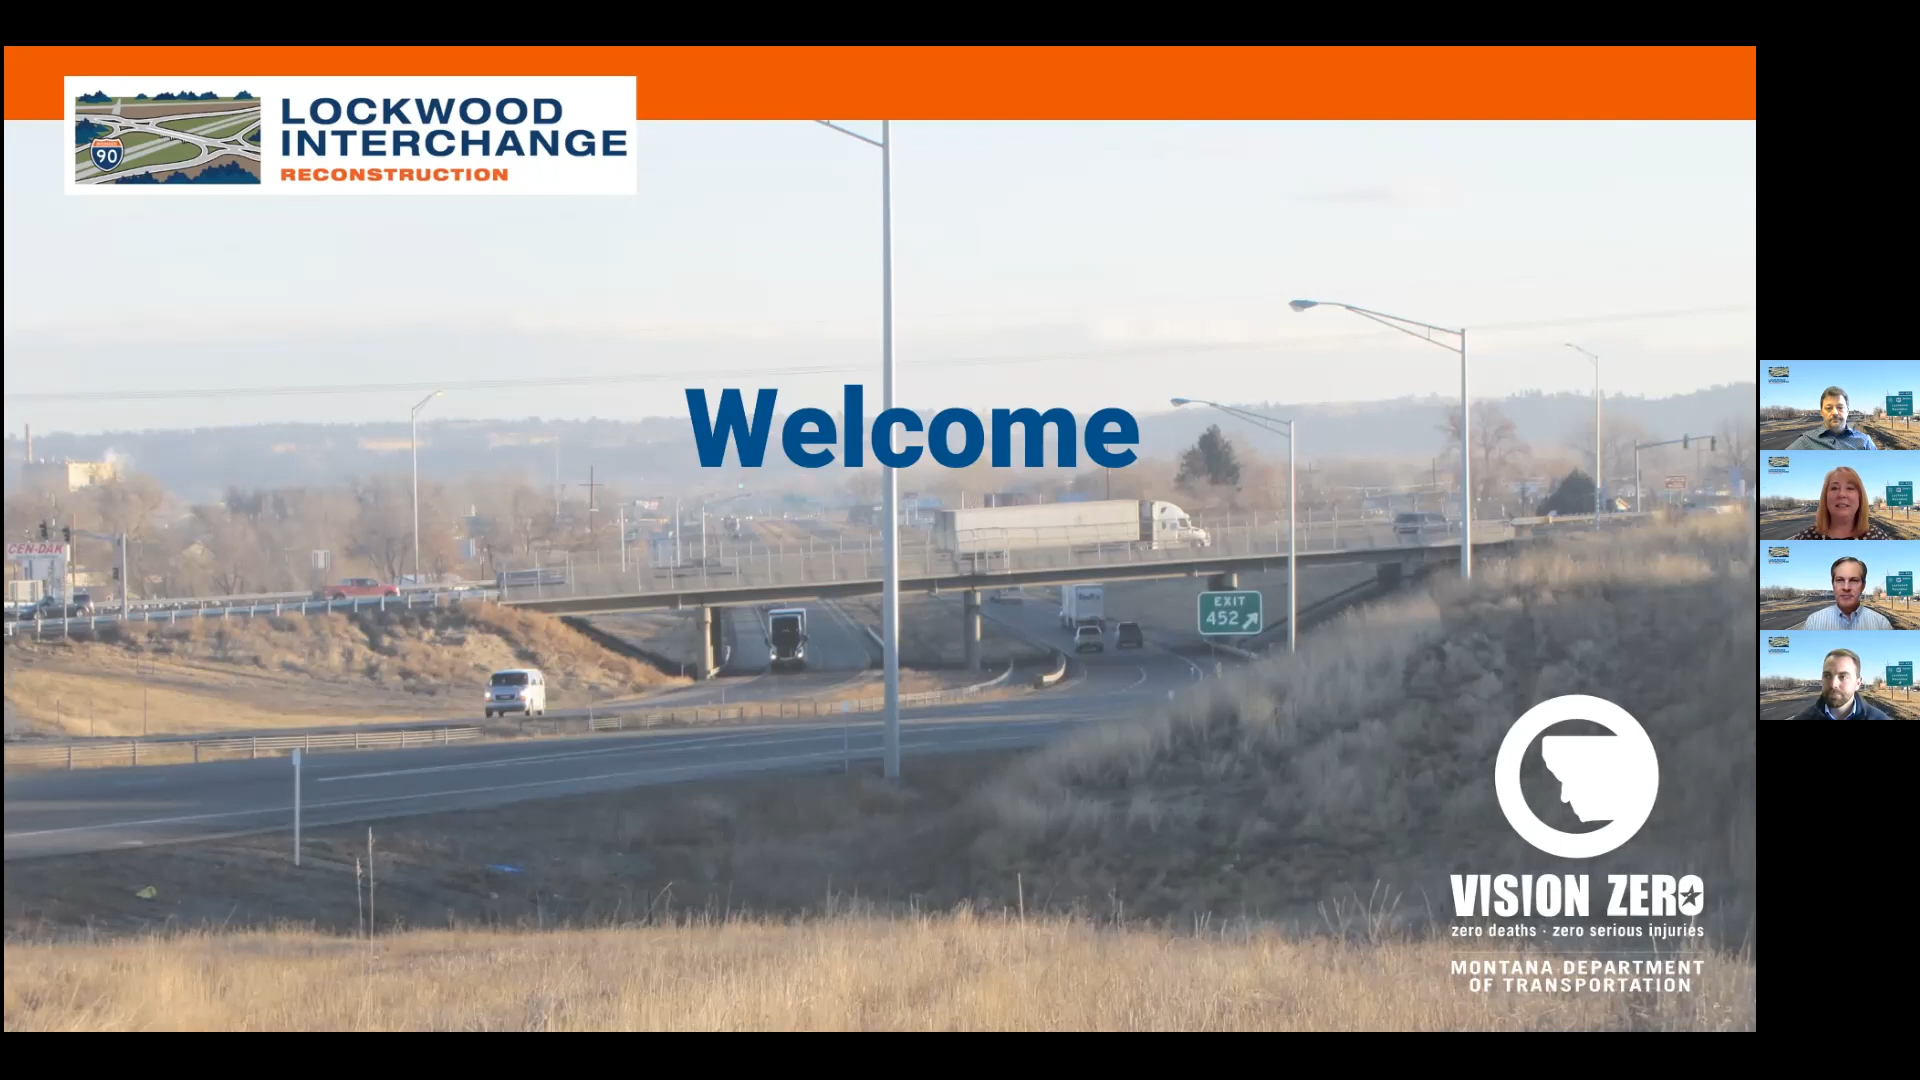 LOCKWOOD
INTERCHANGE
RECONSTRUCTION
90
Welcome
CEN-DAK
EXIT
452
VISION ZERO
zero deaths · zero serious injuries
MONTANA DEPARTMENT
OF TRANSPORTATION